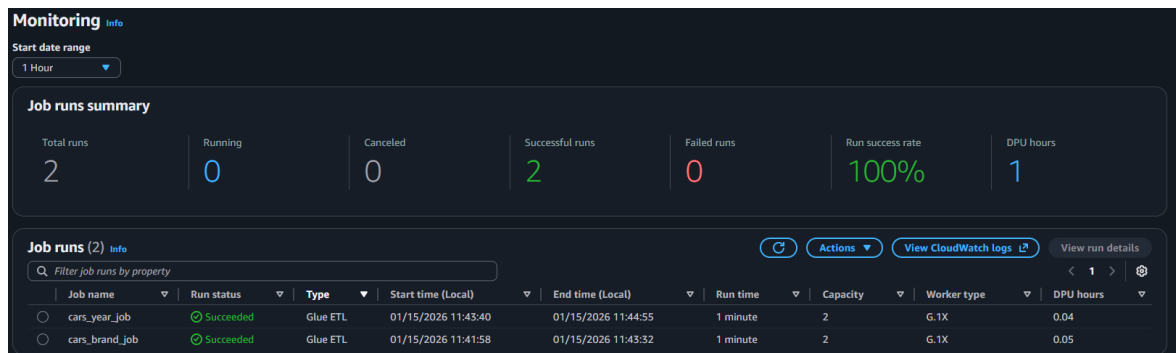 Monitoring Info
Start date range
1 Hour
Job runs summary
Total runs Running Canceled Successful runs Failed runs Run success rate DPU hours
2 0 0 2 0 100% 1
Job runs (2) Info Actions View CloudWatch logs View run details
Filter job runs by property 1
Job name Run status Type Start time (Local) End time (Local) Run time Capacity Worker type DPU hours
cars_year_job Succeeded Glue ETL 01/15/2026 11:43:40 01/15/2026 11:44:55 1 minute 2 G.1X 0.04
cars_brand_job Succeeded Glue ETL 01/15/2026 11:41:58 01/15/2026 11:43:32 1 minute 2 G.1X 0.05